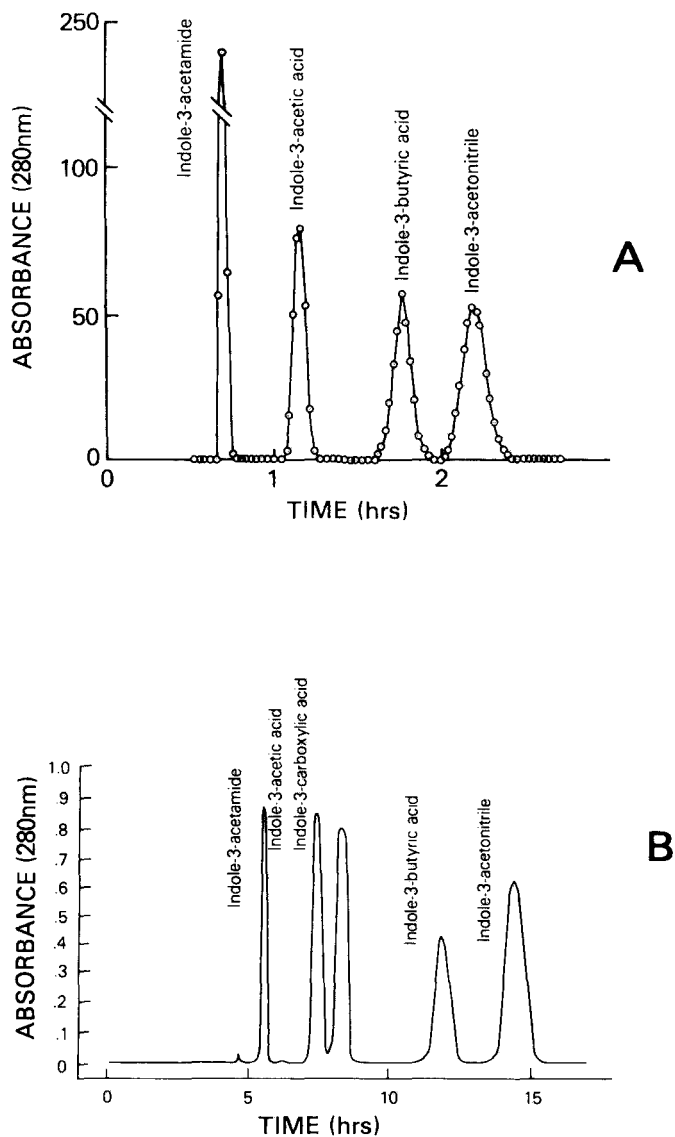 250
Indole-3-acetamide
Indole-3-acetic acid
Indole-3-butyric acid
Indole-3-acetonitrile
100
50
0
ABSORBANCE (280nm)
0 1 2
TIME (hrs)
A
Indole-3-acetamide
Indole-3-acetic acid
Indole-3-carboxylic acid
Indole-3-butyric acid
Indole-3-acetonitrile
1.0
.9
.8
.7
.6
.5
.4
.3
.2
.1
0
ABSORBANCE (280nm)
0 5 10 15
TIME (hrs)
B